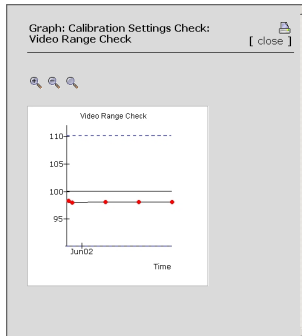 Graph: Calibration Settings Check:
Video Range Check
[ close ]
Video Range Check
110
105
100
95
Jun02
Time